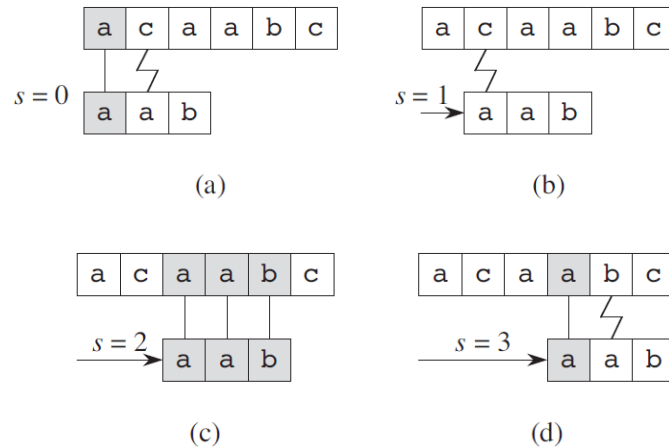 a c a a b c
a c a a b c
s = 0
a a b
s = 1
a a b
(a)
(b)
a c a a b c
a c a a b c
s = 2
a a b
s = 3
a a b
(c)
(d)